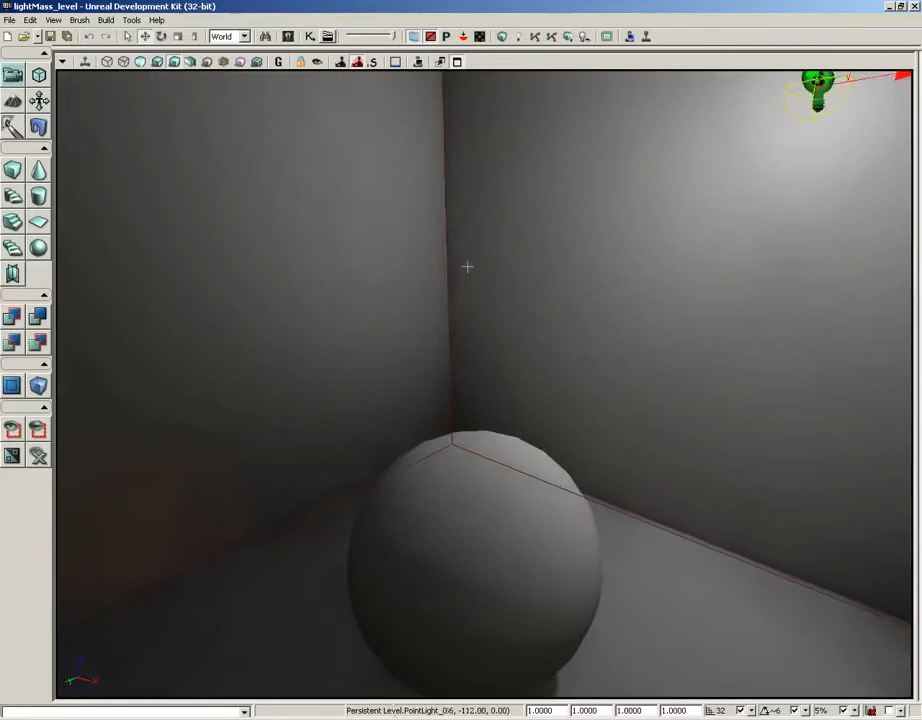 lightMass_level - Unreal Development Kit (32-bit)
File Edit View Brush Build Tools Help
World
G
Persistent Level.PointLight_0
6, -112.00, 0.00)
1.0000 1.0000 1.0000 1.0000
32
5%